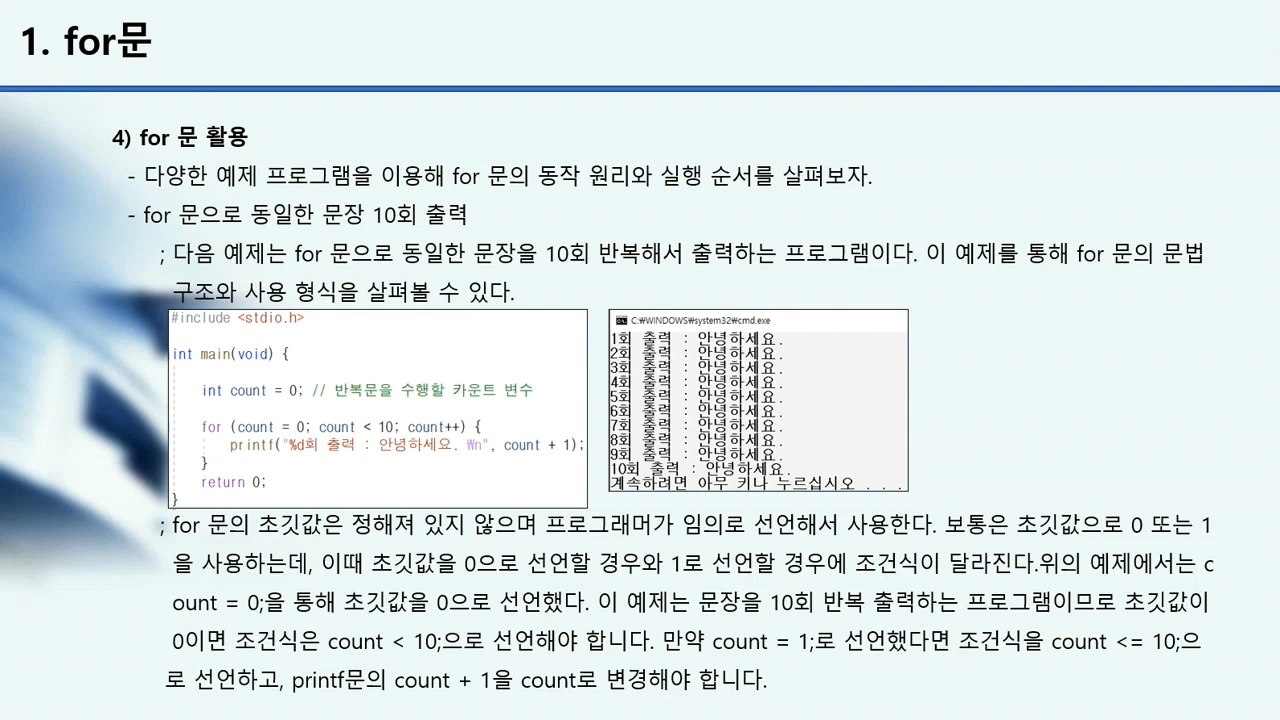 1. for문
4) for 문 활용
- 다양한 예제 프로그램을 이용해 for 문의 동작 원리와 실행 순서를 살펴보자.
- for 문으로 동일한 문장 10회 출력
; 다음 예제는 for 문으로 동일한 문장을 10회 반복해서 출력하는 프로그램이다. 이 예제를 통해 for 문의 문법
구조와 사용 형식을 살펴볼 수 있다.
#include <stdio.h>
int main(void) {
int count = 0; // 반복문을 수행할 카운트 변수
for (count = 0; count < 10; count++) {
printf("%d회 출력 : 안녕하세요. ₩n", count + 1);
}
return 0;
}
C:₩WINDOWS₩system32₩cmd.exe
1회 출력 : 안녕하세요.
2회 출력 : 안녕하세요.
3회 출력 : 안녕하세요.
4회 출력 : 안녕하세요.
5회 출력 : 안녕하세요.
6회 출력 : 안녕하세요.
7회 출력 : 안녕하세요.
8회 출력 : 안녕하세요.
9회 출력 : 안녕하세요.
10회 출력 : 안녕하세요.
계속하려면 아무 키나 누르십시오 . . .
; for 문의 초깃값은 정해져 있지 않으며 프로그래머가 임의로 선언해서 사용한다. 보통은 초깃값으로 0 또는 1
을 사용하는데, 이때 초깃값을 0으로 선언할 경우와 1로 선언할 경우에 조건식이 달라진다.위의 예제에서는 c
ount = 0;을 통해 초깃값을 0으로 선언했다. 이 예제는 문장을 10회 반복 출력하는 프로그램이므로 초깃값이
0이면 조건식은 count < 10;으로 선언해야 합니다. 만약 count = 1;로 선언했다면 조건식을 count <= 10;으
로 선언하고, printf문의 count + 1을 count로 변경해야 합니다.